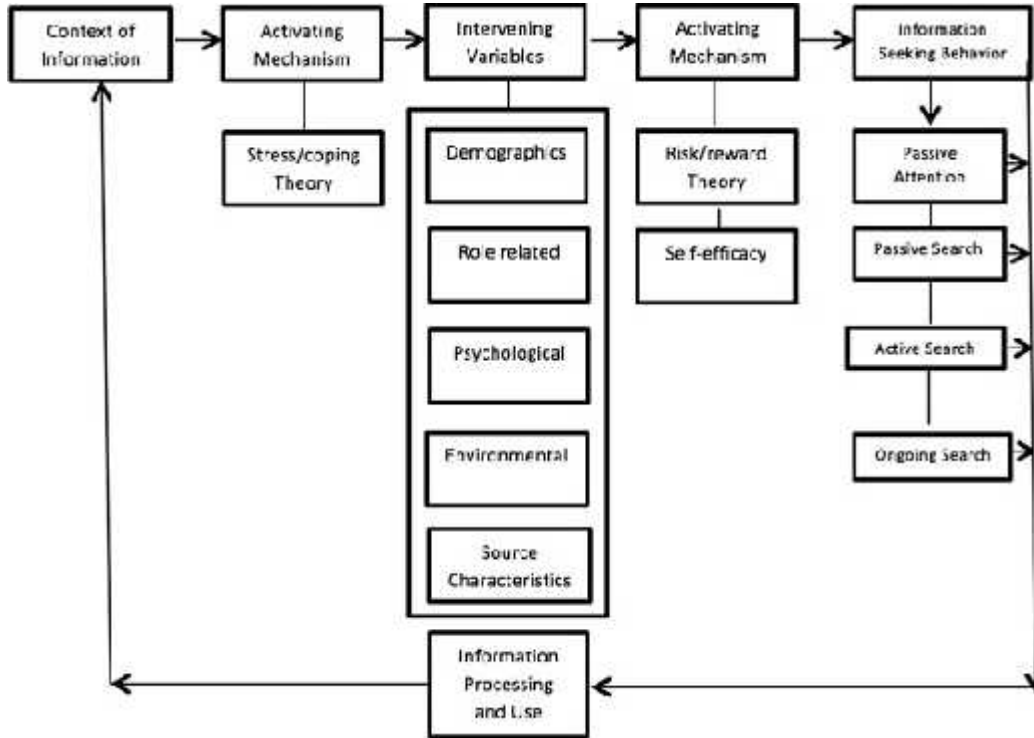 Context of
Information
Activating
Mechanism
Intervening
Variables
Activating
Mechanism
Information
Seeking Behavior
Stress/coping
Theory
Demographics
Role related
Psychological
Environmental
Source
Characteristics
Risk/reward
Theory
Self-efficacy
Passive
Attention
Passive Search
Active Search
Ongoing Search
Information
Processing
and Use